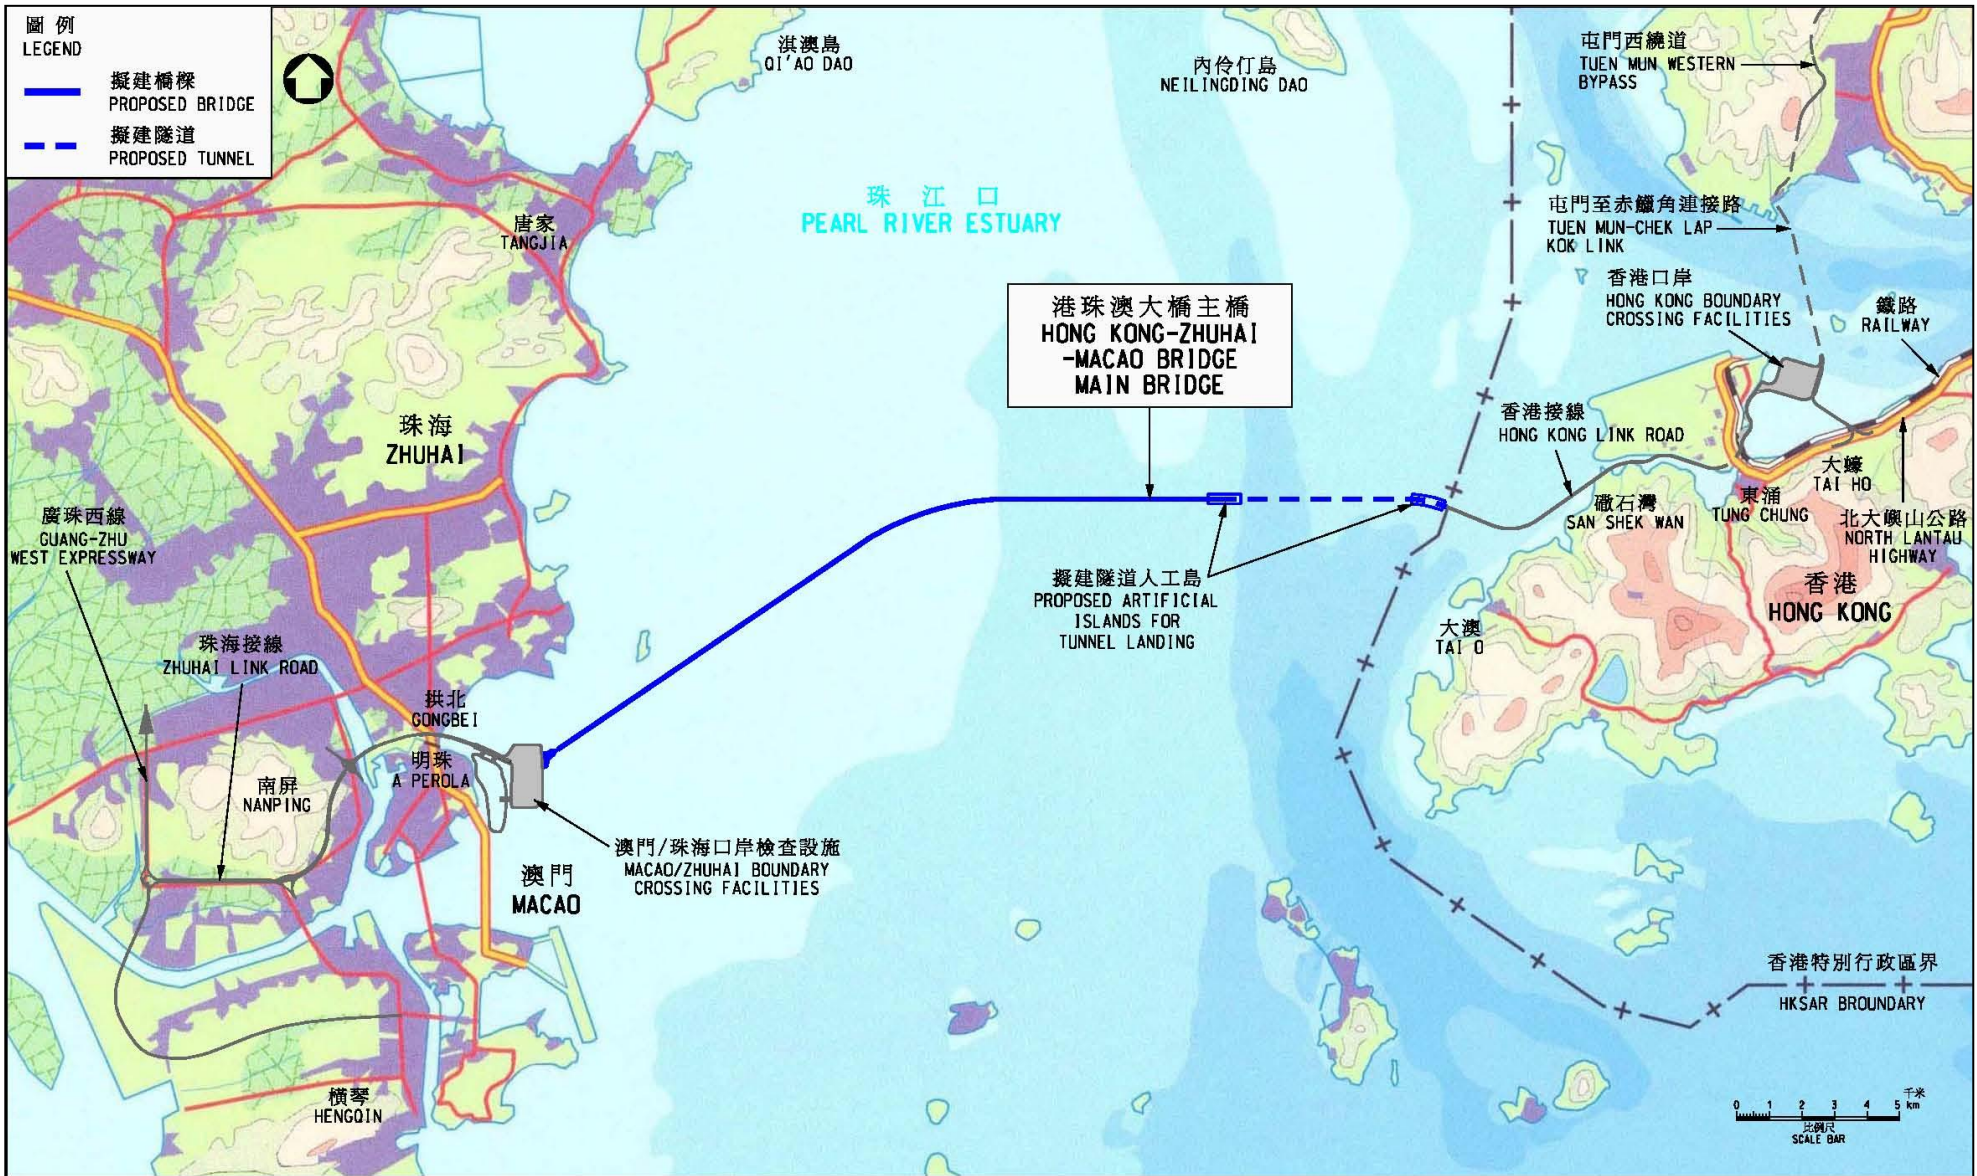 圖 例
LEGEND
擬建橋樑
PROPOSED BRIDGE
擬建隧道
PROPOSED TUNNEL
淇澳島
QI'AO DAO
內伶仃島
NEILINGDING DAO
屯門西繞道
TUEN MUN WESTERN
BYPASS
珠 江 口
PEARL RIVER ESTUARY
唐家
TANGJIA
屯門至赤鱲角連接路
TUEN MUN-CHEK LAP
KOK LINK
香港口岸
HONG KONG BOUNDARY
CROSSING FACILITIES
鐵路
RAILWAY
港珠澳大橋主橋
HONG KONG-ZHUHAI
-MACAO BRIDGE
MAIN BRIDGE
珠海
ZHUHAI
香港接線
HONG KONG LINK ROAD
大蠔
TAI HO
䃟石灣
SAN SHEK WAN
東涌
TUNG CHUNG
北大嶼山公路
NORTH LANTAU
HIGHWAY
廣珠西線
GUANG-ZHU
WEST EXPRESSWAY
擬建隧道人工島
PROPOSED ARTIFICIAL
ISLANDS FOR
TUNNEL LANDING
香港
HONG KONG
大澳
TAI O
珠海接線
ZHUHAI LINK ROAD
拱北
GONGBEI
明珠
A PEROLA
南屏
NANPING
澳門/珠海口岸檢查設施
MACAO/ZHUHAI BOUNDARY
CROSSING FACILITIES
澳門
MACAO
香港特別行政區界
HKSAR BROUNDARY
橫琴
HENGQIN
千米
0 1 2 3 4 5 km
比例尺
SCALE BAR